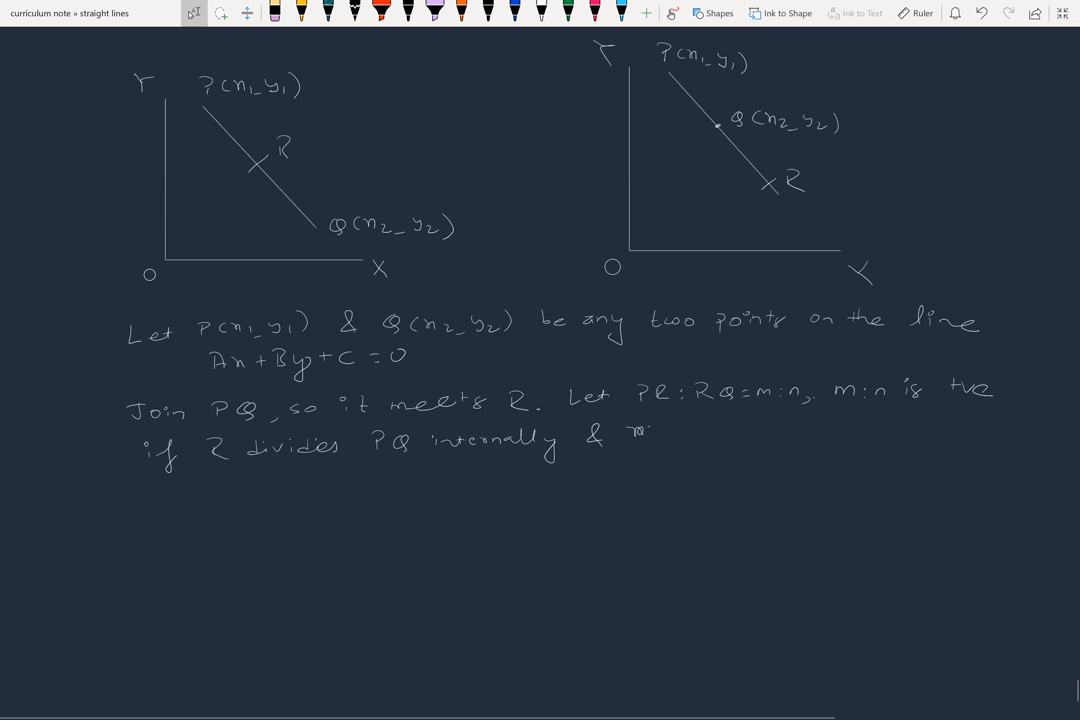 curriculum note » straight lines
Shapes
Ink to Shape
Ink to Text
Ruler
Y
P(x1, y1)
R
Q(x2, y2)
O
X
Y
P(x1, y1)
Q(x2, y2)
R
O
X
Let P(x1, y1) & Q(x2, y2) be any two points on the line
Ax + By + C = 0
Join PQ, so it meets R. Let PR : RQ = m:n, m:n is +ve
if R dividies PQ internally & m